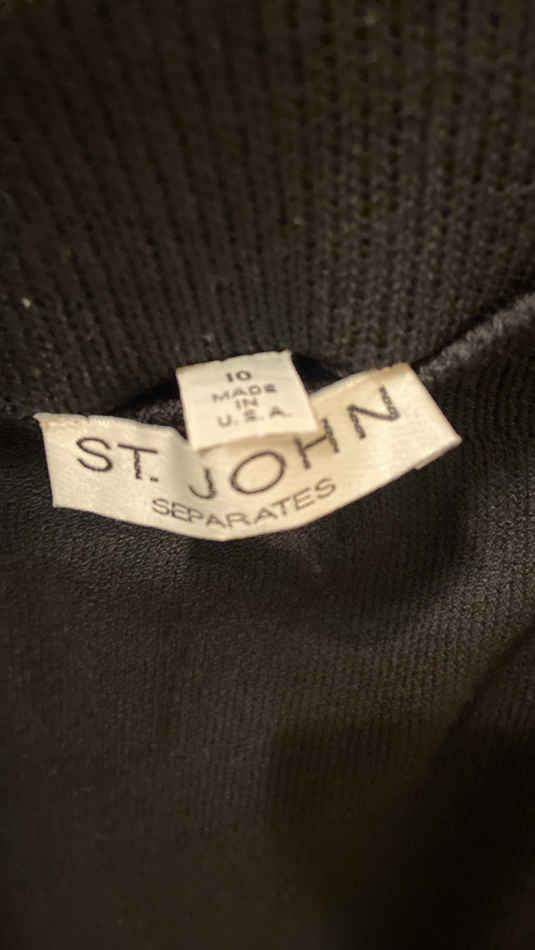 10
MADE
IN
U.S.A.
ST. JOHN
SEPARATES